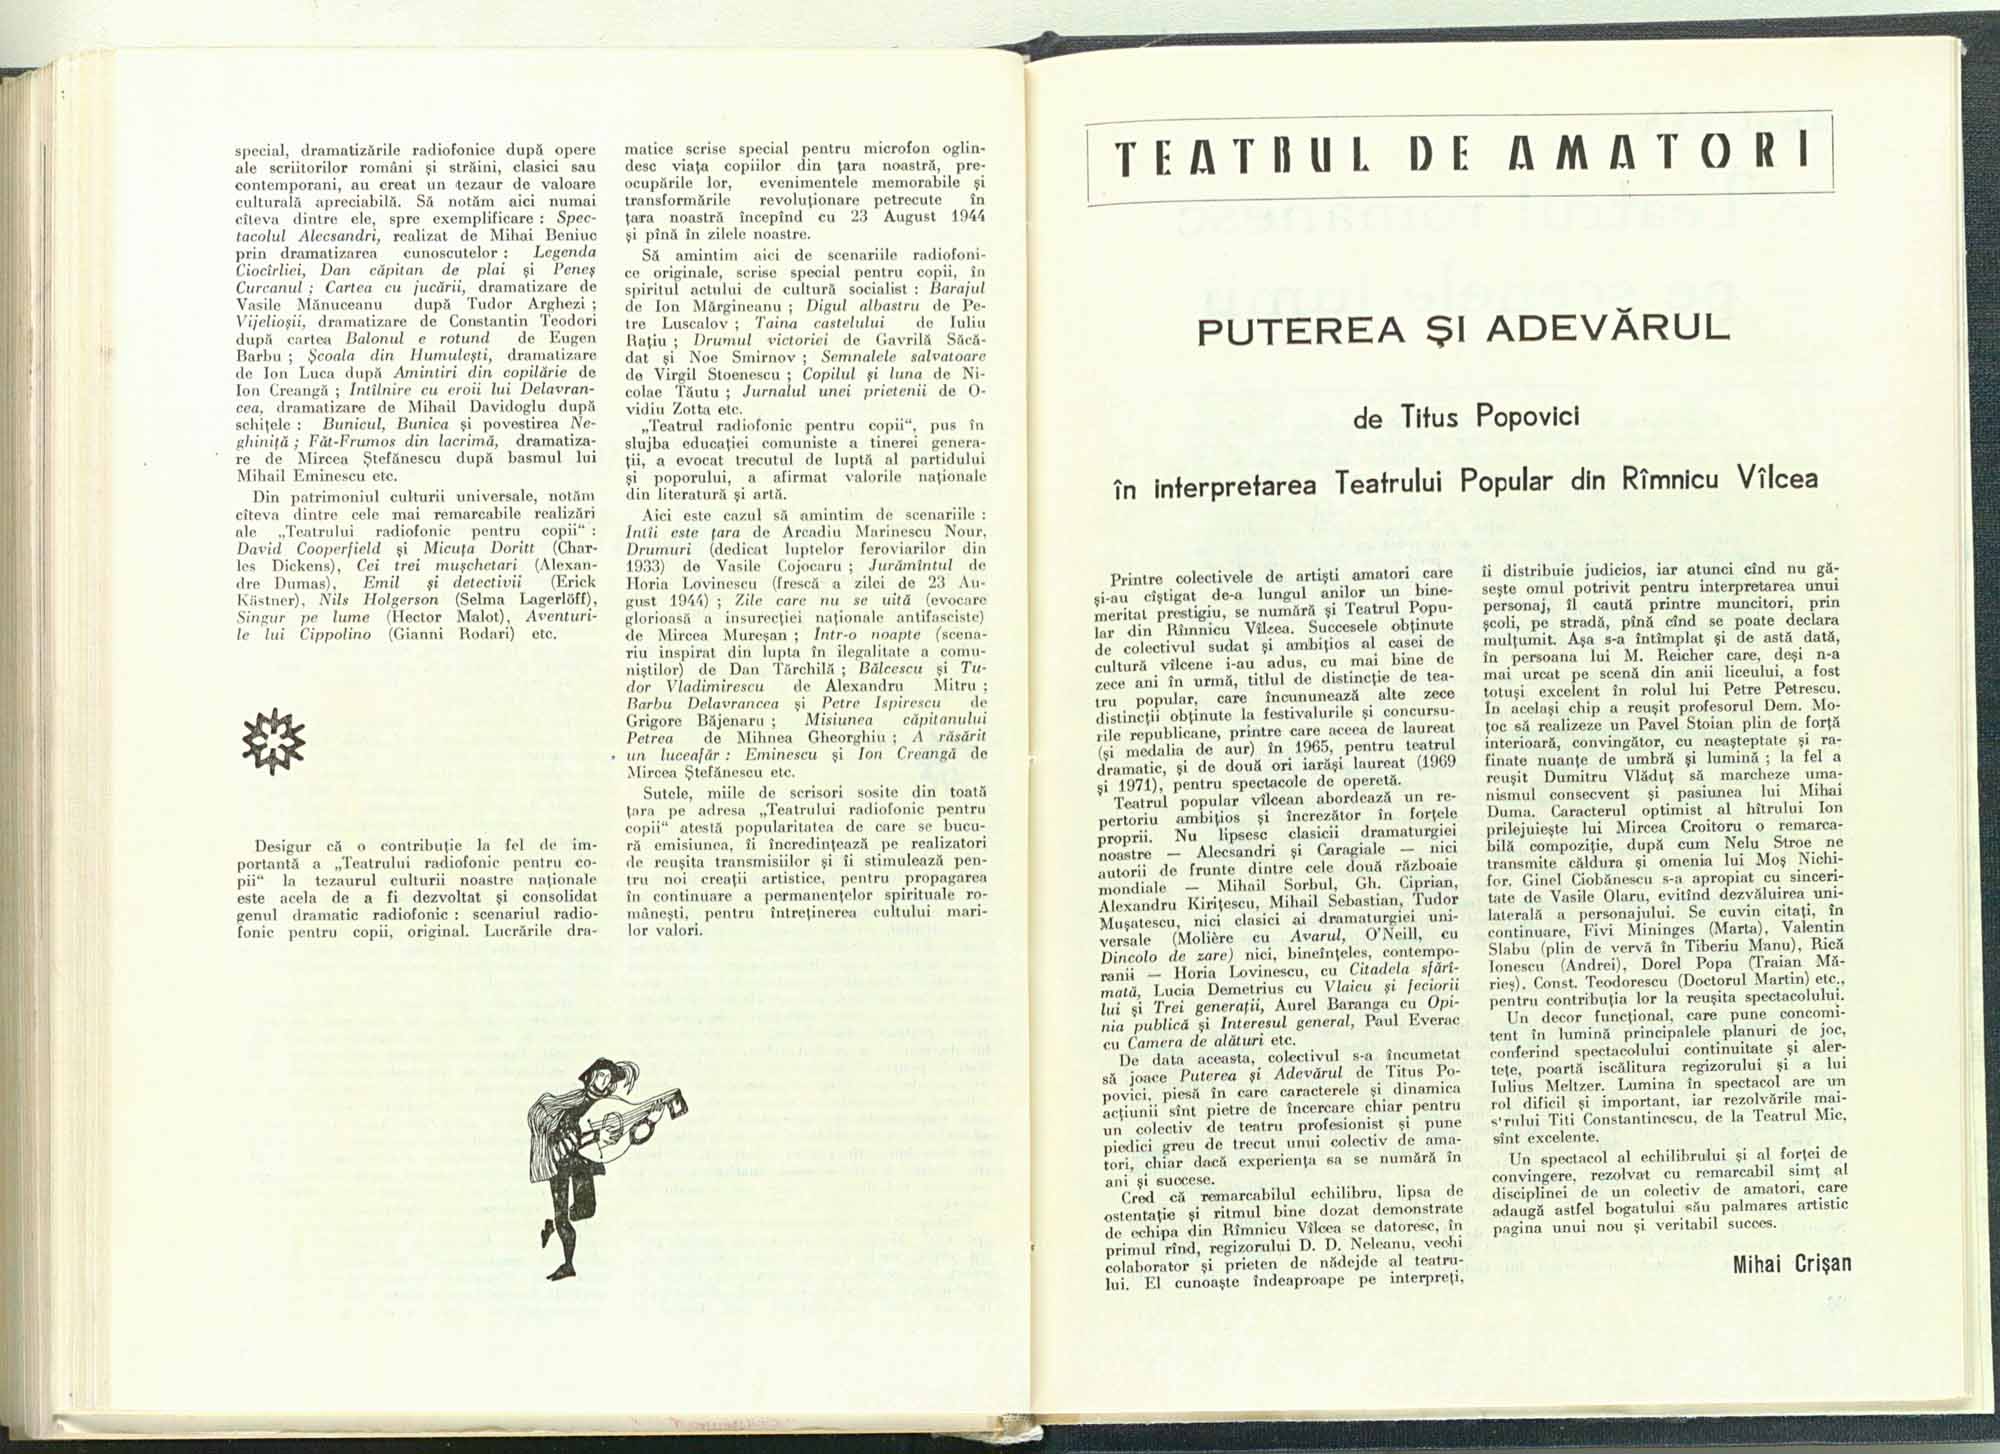 special, dramatizările radiofonice după opere
ale scriitorilor români și străini, clasici sau
contemporani, au creat un tezaur de valoare
culturală apreciabilă. Să notăm aici numai
cîteva dintre ele, spre exemplificare : Spec-
tacolul Alecsandri, realizat de Mihai Beniuc
prin dramatizarea cunoscutelor : Legenda
Ciocîrliei, Dan căpitan de plai și Peneș
Curcanul ; Cartea cu jucării, dramatizare de
Vasile Mănuceanu după Tudor Arghezi ;
Vijelioșii, dramatizare de Constantin Teodori
după cartea Balonul e rotund de Eugen
Barbu ; Școala din Humulești, dramatizare
de Ion Luca după Amintiri din copilărie de
Ion Creangă ; Intîlnire cu eroii lui Delavran-
cea, dramatizare de Mihail Davidoglu după
schițele : Bunicul, Bunica și povestirea Ne-
ghiniță ; Făt-Frumos din lacrimă, dramatiza-
re de Mircea Ștefănescu după basmul lui
Mihail Eminescu etc.
Din patrimoniul culturii universale, notăm
cîteva dintre cele mai remarcabile realizări
ale „Teatrului radiofonic pentru copii“ :
David Cooperfield și Micuța Doritt (Char-
les Dickens), Cei trei mușchetari (Alexan-
dre Dumas), Emil și detectivii (Erick
Kästner), Nils Holgerson (Selma Lagerlöff),
Singur pe lume (Hector Malot), Aventuri-
le lui Cippolino (Gianni Rodari) etc.
Desigur că o contribuție la fel de im-
portantă a „Teatrului radiofonic pentru co-
pii“ la tezaurul culturii noastre naționale
este acela de a fi dezvoltat și consolidat
genul dramatic radiofonic : scenariul radio-
fonic pentru copii, original. Lucrările dra-
matice scrise special pentru microfon oglin-
desc viața copiilor din țara noastră, pre-
ocupările lor, evenimentele memorabile și
transformările revoluționare petrecute în
țara noastră începînd cu 23 August 1944
și pînă în zilele noastre.
Să amintim aici de scenariile radiofoni-
ce originale, scrise special pentru copii, în
spiritul actului de cultură socialist : Barajul
de Ion Mărgineanu ; Digul albastru de Pe-
tre Luscalov ; Taina castelului de Iuliu
Rațiu ; Drumul victoriei de Gavrilă Săcă-
dat și Noe Smirnov ; Semnalele salvatoare
de Virgil Stoenescu ; Copilul și luna de Ni-
colae Tăutu ; Jurnalul unei prietenii de O-
vidiu Zotta etc.
„Teatrul radiofonic pentru copii“, pus în
slujba educației comuniste a tinerei genera-
ții, a evocat trecutul de luptă al partidului
și poporului, a afirmat valorile naționale
din literatură și artă.
Aici este cazul să amintim de scenariile :
Intîi este țara de Arcadiu Marinescu Nour,
Drumuri (dedicat luptelor feroviarilor din
1933) de Vasile Cojocaru ; Jurămîntul de
Horia Lovinescu (frescă a zilei de 23 Au-
gust 1944) ; Zile care nu se uită (evocare
glorioasă a insurecției naționale antifasciste)
de Mircea Mureșan ; Intr-o noapte (scena-
riu inspirat din lupta în ilegalitate a comu-
niștilor) de Dan Tărchilă ; Bălcescu și Tu-
dor Vladimirescu de Alexandru Mitru ;
Barbu Delavrancea și Petre Ispirescu de
Grigore Băjenaru ; Misiunea căpitanului
Petrea de Mihnea Gheorghiu ; A răsărit
un luceafăr : Eminescu și Ion Creangă de
Mircea Ștefănescu etc.
Sutele, miile de scrisori sosite din toată
țara pe adresa „Teatrului radiofonic pentru
copii“ atestă popularitatea de care se bucu-
ră emisiunea, îi încredințează pe realizatori
de reușita transmisiilor și îi stimulează pen-
tru noi creații artistice, pentru propagarea
în continuare a permanențelor spirituale ro-
mânești, pentru întreținerea cultului mari-
lor valori.
TEATRUL DE AMATORI
PUTEREA ȘI ADEVĂRUL
de Titus Popovici
în interpretarea Teatrului Popular din Rîmnicu Vîlcea
Printre colectivele de artiști amatori care
și-au cîștigat de-a lungul anilor un bine-
meritat prestigiu, se numără și Teatrul Popu-
lar din Rîmnicu Vîlcea. Succesele obținute
de colectivul sudat și ambițios al casei de
cultură vîlcene i-au adus, cu mai bine de
zece ani în urmă, titlul de distincție de tea-
tru popular, care încununează alte zece
distincții obținute la festivalurile și concursu-
rile republicane, printre care aceea de laureat
(și medalia de aur) în 1965, pentru teatrul
dramatic, și de două ori iarăși laureat (1969
și 1971), pentru spectacole de operetă.
Teatrul popular vîlcean abordează un re-
pertoriu ambițios și încrezător în forțele
proprii. Nu lipsesc clasicii dramaturgiei
noastre — Alecsandri și Caragiale — nici
autorii de frunte dintre cele două războaie
mondiale — Mihail Sorbul, Gh. Ciprian,
Alexandru Kirițescu, Mihail Sebastian, Tudor
Mușatescu, nici clasici ai dramaturgiei uni-
versale (Molière cu Avarul, O'Neill, cu
Dincolo de zare) nici, bineînțeles, contempo-
ranii — Horia Lovinescu, cu Citadela sfărî-
mată, Lucia Demetrius cu Vlaicu și feciorii
lui și Trei generații, Aurel Baranga cu Opi-
nia publică și Interesul general, Paul Everac
cu Camera de alături etc.
De data aceasta, colectivul s-a încumetat
să joace Puterea și Adevărul de Titus Po-
povici, piesă în care caracterele și dinamica
acțiunii sînt pietre de încercare chiar pentru
un colectiv de teatru profesionist și pune
piedici greu de trecut unui colectiv de ama-
tori, chiar dacă experiența sa se numără în
ani și succese.
Cred că remarcabilul echilibru, lipsa de
ostentație și ritmul bine dozat demonstrate
de echipa din Rîmnicu Vîlcea se datoresc, în
primul rînd, regizorului D. D. Neleanu, vechi
colaborator și prieten de nădejde al teatru-
lui. El cunoaște îndeaproape pe interpreți,
îi distribuie judicios, iar atunci cînd nu gă-
sește omul potrivit pentru interpretarea unui
personaj, îl caută printre muncitori, prin
școli, pe stradă, pînă cînd se poate declara
mulțumit. Așa s-a întîmplat și de astă dată,
în persoana lui M. Reicher care, deși n-a
mai urcat pe scenă din anii liceului, a fost
totuși excelent în rolul lui Petre Petrescu.
In același chip a reușit profesorul Dem. Mo-
țoc să realizeze un Pavel Stoian plin de forță
interioară, convingător, cu neașteptate și ra-
finate nuanțe de umbră și lumină ; la fel a
reușit Dumitru Vlăduț să marcheze uma-
nismul consecvent și pasiunea lui Mihai
Duma. Caracterul optimist al hîtrului Ion
prilejuiește lui Mircea Croitoru o remarca-
bilă compoziție, după cum Nelu Stroe ne
transmite căldura și omenia lui Moș Nichi-
for. Ginel Ciobănescu s-a apropiat cu sinceri-
tate de Vasile Olaru, evitînd dezvăluirea uni-
laterală a personajului. Se cuvin citați, în
continuare, Fivi Mininges (Marta), Valentin
Slabu (plin de vervă în Tiberiu Manu), Rică
Ionescu (Andrei), Dorel Popa (Traian Mă-
rieș), Const. Teodorescu (Doctorul Martin) etc.,
pentru contribuția lor la reușita spectacolului.
Un decor funcțional, care pune concomi-
tent în lumină principalele planuri de joc,
conferind spectacolului continuitate și aler-
tețe, poartă iscălitura regizorului și a lui
Iulius Meltzer. Lumina în spectacol are un
rol dificil și important, iar rezolvările mai-
s'rului Titi Constantinescu, de la Teatrul Mic,
sînt excelente.
Un spectacol al echilibrului și al forței de
convingere, rezolvat cu remarcabil simț al
disciplinei de un colectiv de amatori, care
adaugă astfel bogatului său palmares artistic
pagina unui nou și veritabil succes.
Mihai Crișan